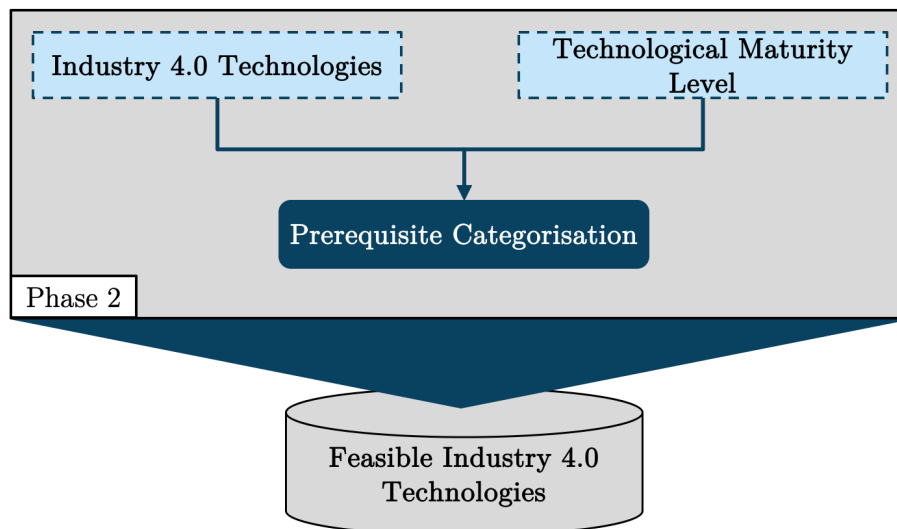 Industry 4.0 Technologies
Technological Maturity
Level
Prerequisite Categorisation
Phase 2
Feasible Industry 4.0
Technologies